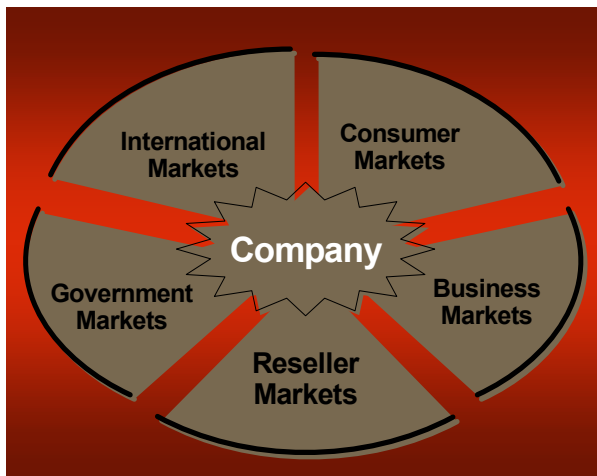 International
Markets
Consumer
Markets
Company
Government
Markets
Business
Markets
Reseller
Markets